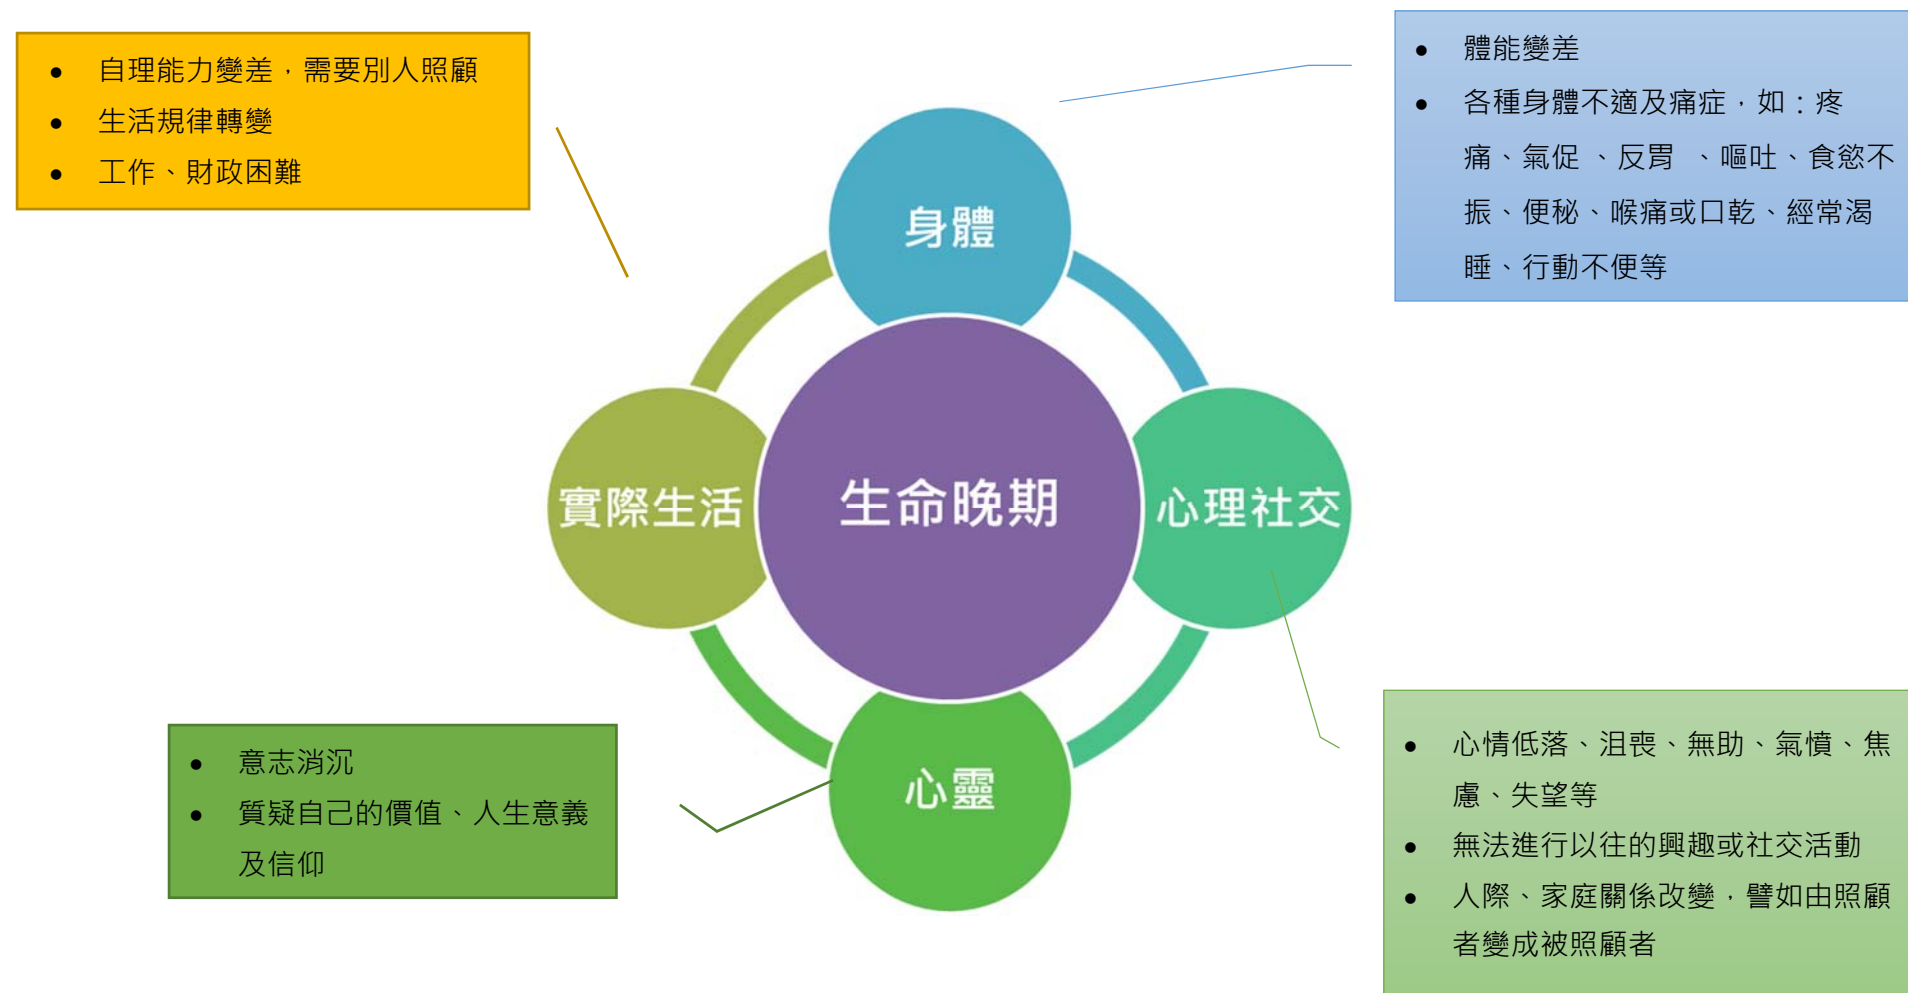 自理能力變差，需要別人照顧
生活規律轉變
工作、財政困難
體能變差
各種身體不適及痛症，如：疼
痛、氣促 、反胃 、嘔吐、食慾不
振、便秘、喉痛或口乾、經常渴
睡、行動不便等
身體
實際生活
生命晚期
心理社交
心靈
意志消沉
質疑自己的價值、人生意義
及信仰
心情低落、沮喪、無助、氣憤、焦
慮、失望等
無法進行以往的興趣或社交活動
人際、家庭關係改變，譬如由照顧
者變成被照顧者